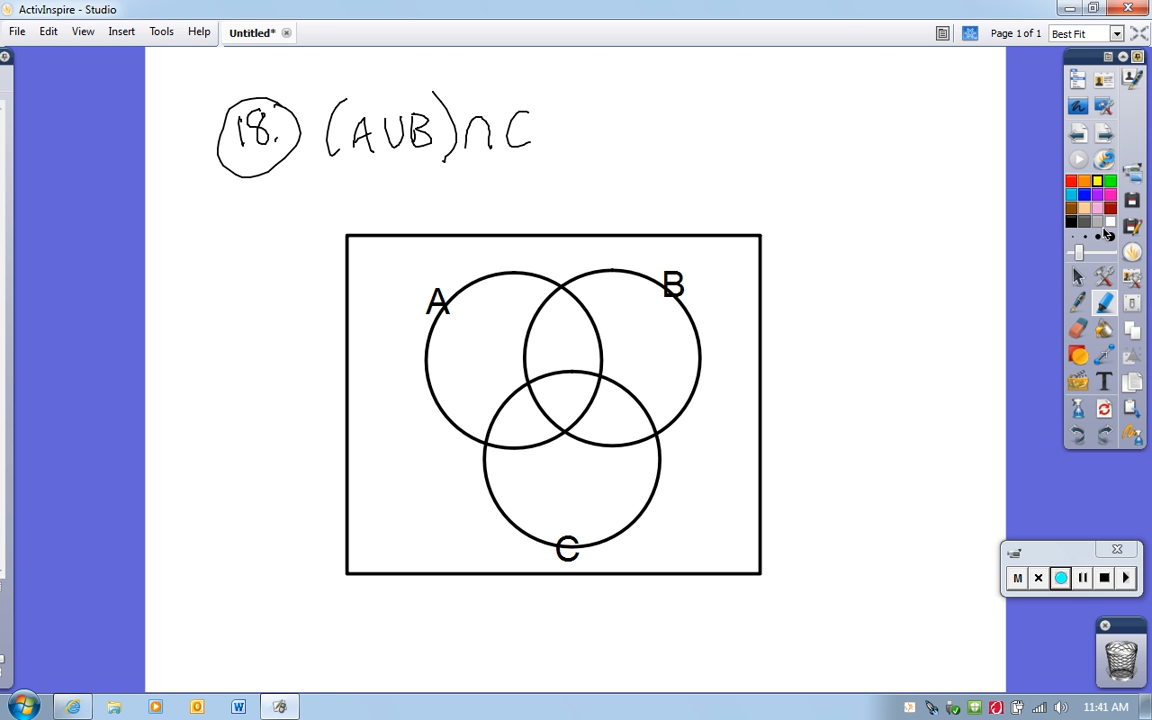 ActivInspire - Studio
File Edit View Insert Tools Help Untitled* Page 1 of 1 Best Fit
18. (A∪B)∩C
A
B
C
M
T
11:41 AM